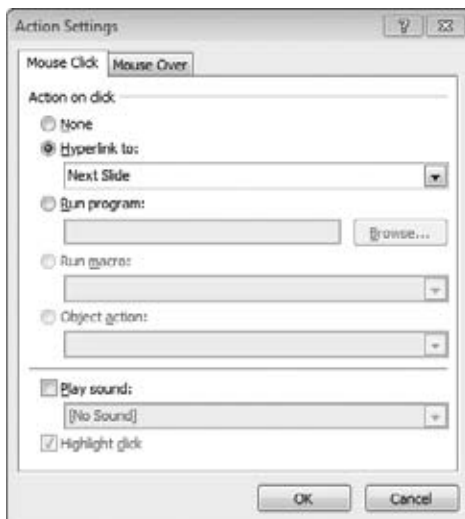 Action Settings
Mouse Click Mouse Over
Action on click
None
Hyperlink to:
Next Slide
Run program:
Browse...
Run macro:
Object action:
Play sound:
[No Sound]
Highlight click
OK Cancel